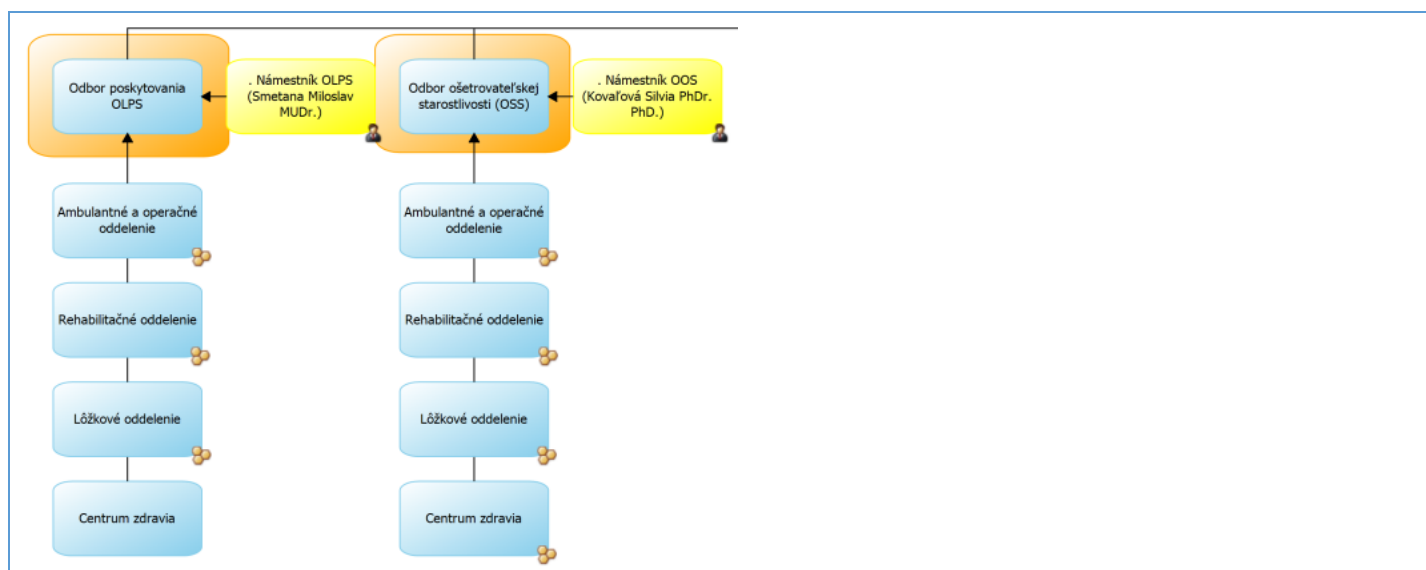 Odbor poskytovania
OLPS
. Námestník OLPS
(Smetana Miloslav
MUDr.)
Odbor ošetrovateľskej
starostlivosti (OSS)
. Námestník OOS
(Kovaľová Silvia PhDr.
PhD.)
Ambulantné a operačné
oddelenie
Ambulantné a operačné
oddelenie
Rehabilitačné oddelenie
Rehabilitačné oddelenie
Lôžkové oddelenie
Lôžkové oddelenie
Centrum zdravia
Centrum zdravia